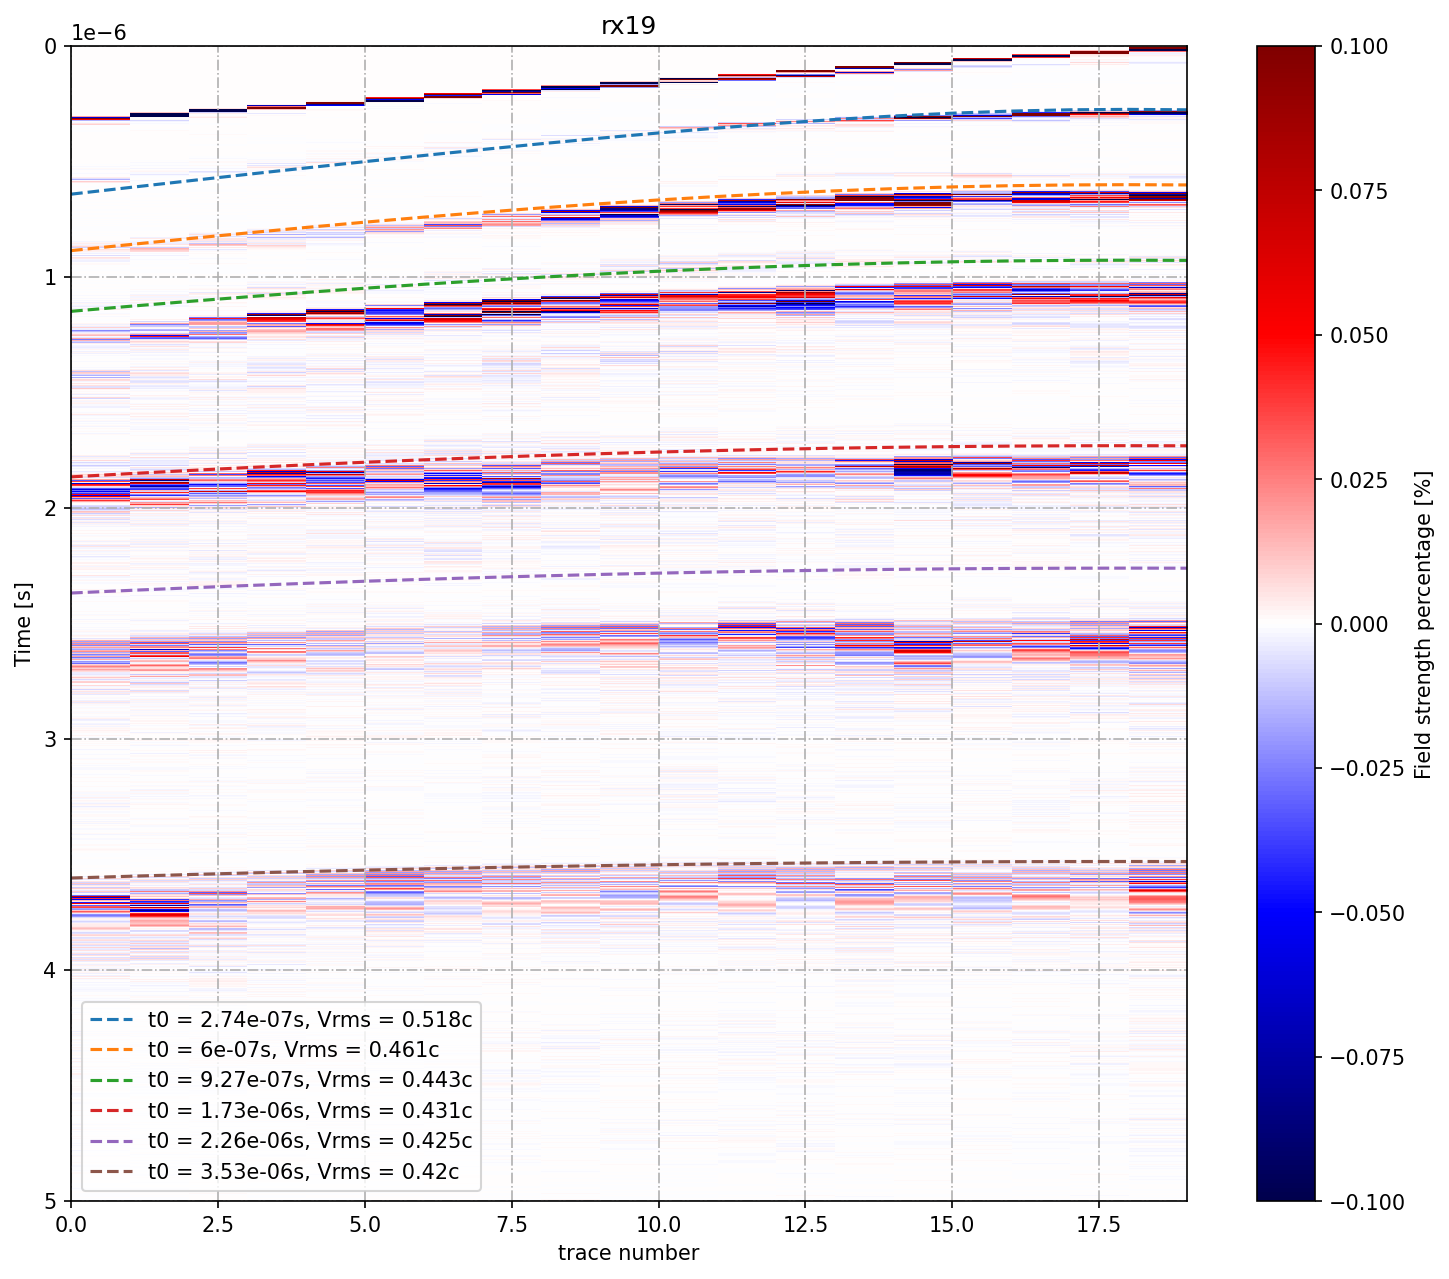 rx19
1e−6
0
1
2
3
4
5
Time [s]
0.0
2.5
5.0
7.5
10.0
12.5
15.0
17.5
trace number
t0 = 2.74e-07s, Vrms = 0.518c
t0 = 6e-07s, Vrms = 0.461c
t0 = 9.27e-07s, Vrms = 0.443c
t0 = 1.73e-06s, Vrms = 0.431c
t0 = 2.26e-06s, Vrms = 0.425c
t0 = 3.53e-06s, Vrms = 0.42c
0.100
0.075
0.050
0.025
0.000
−0.025
−0.050
−0.075
−0.100
Field strength percentage [%]